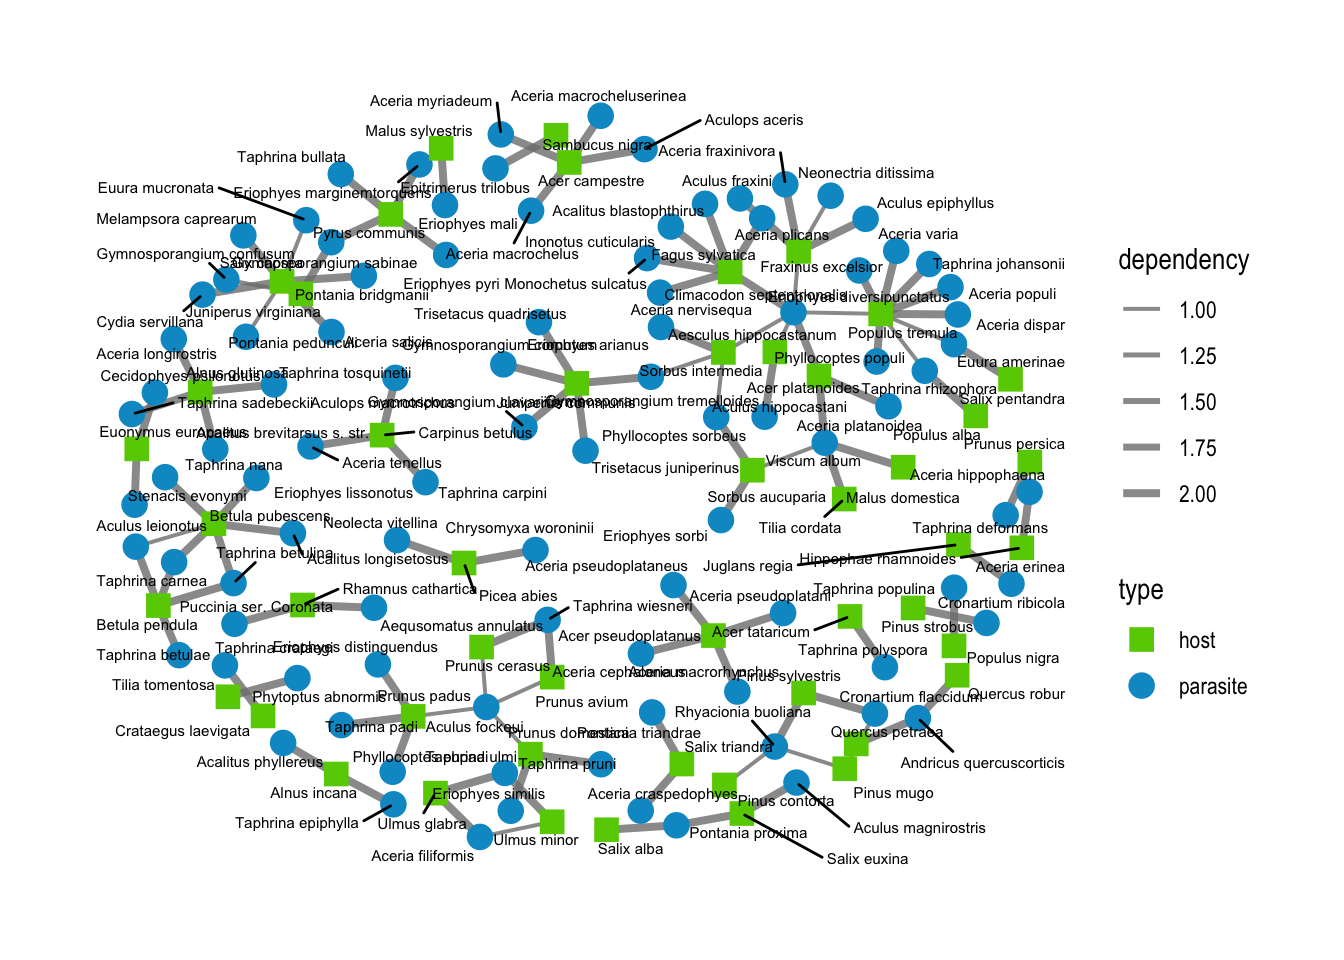 Aceria myriadeum
Aceria macrocheluserinea
Malus sylvestris
Aculops aceris
Sambucus nigra
Aceria fraxinivora
Taphrina bullata
Neonectria ditissima
Euura mucronata
Eriophyes marginemtorquens
Epitrimerus trilobus
Acer campestre
Aculus fraxini
Melampsora caprearum
Eriophyes mali
Acalitus blastophthirus
Aculus epiphyllus
Pyrus communis
Aceria plicans
Aceria varia
Gymnosporangium confusum
Salix caprea
Gymnosporangium sabinae
Aceria macrochelus
Inonotus cuticularis
Fagus sylvatica
Fraxinus excelsior
Taphrina johansonii
Pontania bridgmanii
Eriophyes pyri
Monochetus sulcatus
Climacodon septentrionalis
Eriophyes diversipunctatus
Aceria populi
Juniperus virginiana
Cydia servillana
Trisetacus quadrisetus
Aceria nervisequa
Aceria dispar
Populus tremula
Aesculus hippocastanum
Pontania pedunculi
Aceria salicis
Gymnosporangium cornutum
Eriophyes arianus
Aceria longirostris
Phyllocoptes populi
Euura amerinae
Cecidophyes psilonotus
Alnus glutinosa
Taphrina tosquinetii
Sorbus intermedia
Acer platanoides
Taphrina rhizophora
Salix pentandra
Taphrina sadebeckii
Aculops macrotrichus
Gymnosporangium clavariiforme
Juniperus communis
Gymnosporangium tremelloides
Aculus hippocastani
Aceria platanoidea
Euonymus europaeus
Acalitus brevitarsus s. str.
Carpinus betulus
Phyllocoptes sorbeus
Populus alba
Prunus persica
Taphrina nana
Aceria tenellus
Trisetacus juniperinus
Viscum album
Aceria hippophaena
Stenacis evonymi
Eriophyes lissonotus
Taphrina carpini
Sorbus aucuparia
Malus domestica
Aculus leionotus
Betula pubescens
Neolecta vitellina
Chrysomyxa woroninii
Eriophyes sorbi
Tilia cordata
Taphrina deformans
Taphrina betulina
Acalitus longisetosus
Aceria pseudoplataneus
Juglans regia
Hippophae rhamnoides
Aceria erinea
Taphrina carnea
Rhamnus cathartica
Picea abies
Aceria pseudoplatani
Taphrina populina
Puccinia ser. Coronata
Taphrina wiesneri
Cronartium ribicola
Betula pendula
Aequsomatus annulatus
Acer pseudoplatanus
Acer tataricum
Pinus strobus
Taphrina betulae
Taphrina crataegi
Eriophyes distinguendus
Taphrina polyspora
Populus nigra
Prunus cerasus
Aceria cephalonea
Aceria macrorhynchus
Pinus sylvestris
Tilia tomentosa
Phytoptus abnormis
Prunus padus
Prunus avium
Cronartium flaccidum
Quercus robur
Crataegus laevigata
Taphrina padi
Aculus fockeui
Prunus domestica
Pontania triandrae
Rhyacionia buoliana
Quercus petraea
Acalitus phyllereus
Phyllocoptes eupadi
Taphrina ulmi
Taphrina pruni
Salix triandra
Andricus quercuscorticis
Alnus incana
Eriophyes similis
Aceria craspedophyes
Pinus contorta
Pinus mugo
Taphrina epiphylla
Ulmus glabra
Ulmus minor
Pontania proxima
Aculus magnirostris
Aceria filiformis
Salix alba
Salix euxina
dependency
1.00
1.25
1.50
1.75
2.00
type
host
parasite